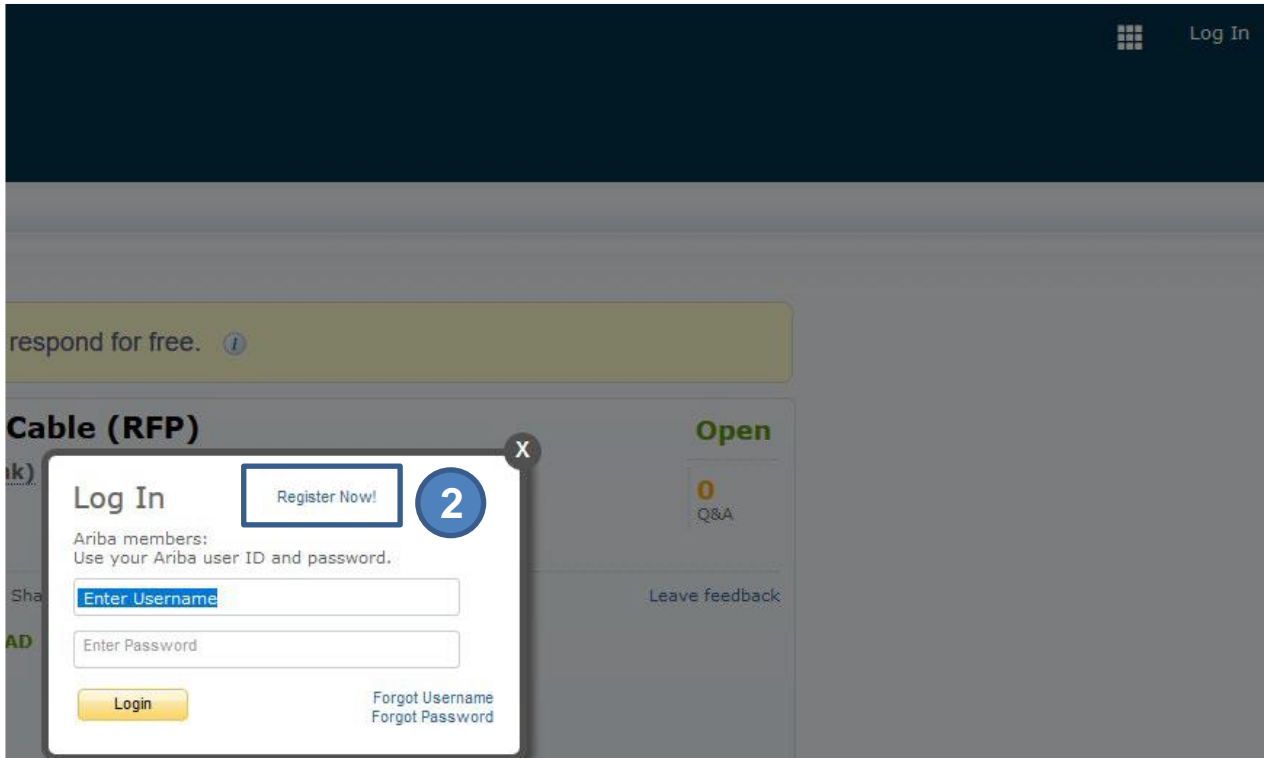 Log In
respond for free. i
Cable (RFP)
Open
nk)
X
Log In
Register Now!
2
0
Q&A
Ariba members:
Use your Ariba user ID and password.
Sha
Enter Username
Leave feedback
AD
Enter Password
Login
Forgot Username
Forgot Password